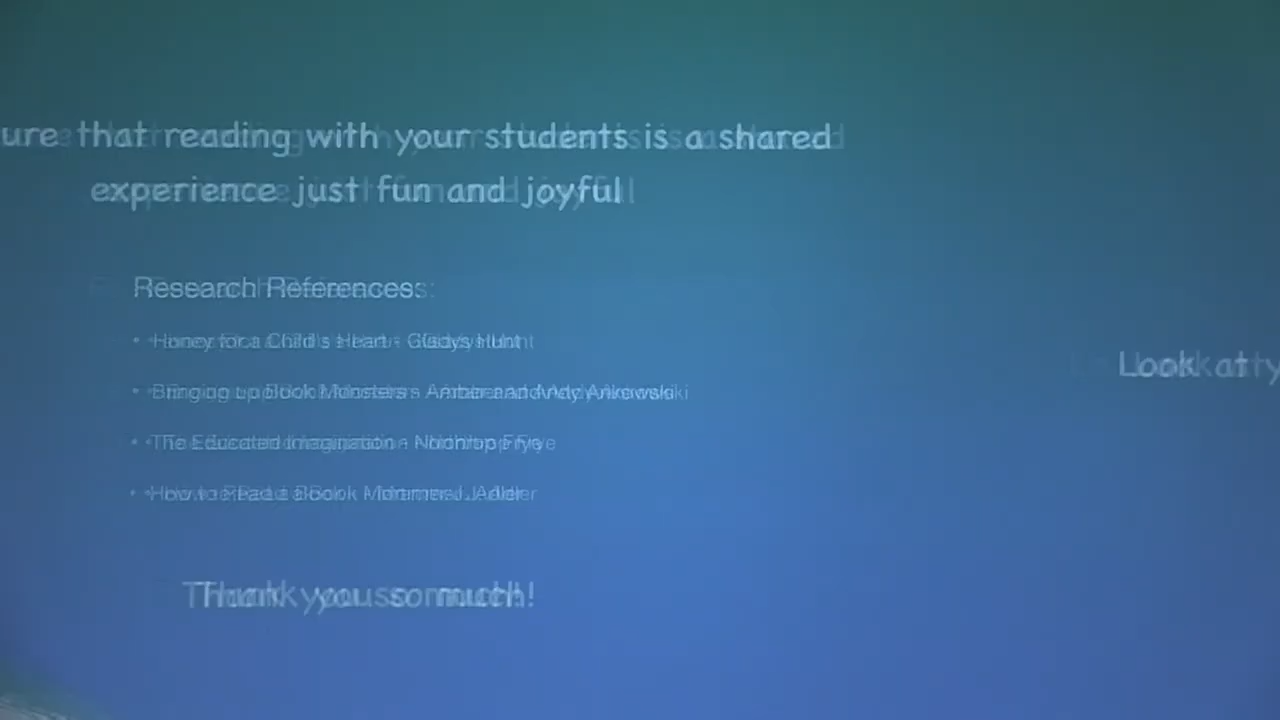 ure that reading with your students is a shared
experience just fun and joyful
Research References:
• Honey for a Child's Heart - Gladys Hunt
• Bringing up Book Monsters - Amber and Andy Ankowski
• The Educated Imagination - Northrop Frye
• How to Read a Book - Mortimer J. Adler
Look at
Thank you so much!